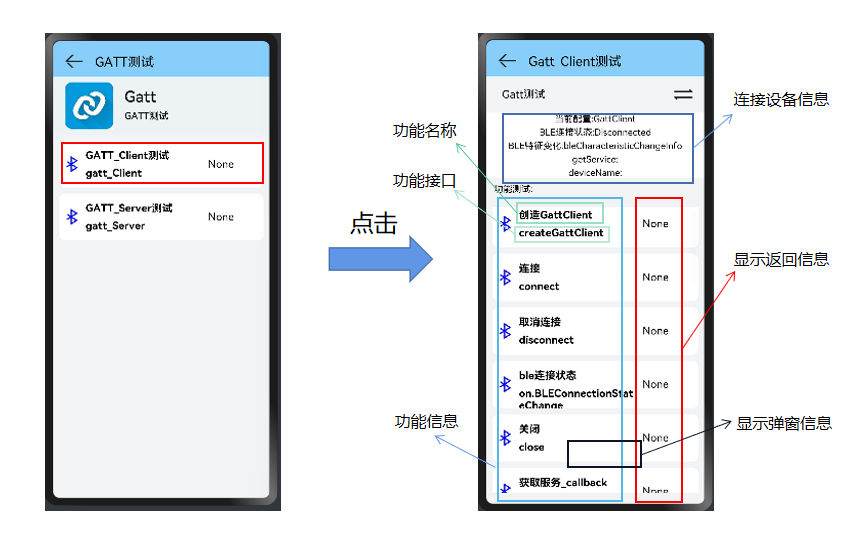 GATT测试
Gatt
GATT测试
GATT_Client测试
gatt_Client
None
GATT_Server测试
gatt_Server
None
点击
功能名称
功能接口
功能信息
Gatt Client测试
Gatt测试
当前配置:GattClient
BLE连接状态:Disconnected
BLE特征变化:bleCharacteristicChangeInfo
getService:
deviceName:
功能测试:
创造GattClient
createGattClient
None
连接
connect
None
取消连接
disconnect
None
ble连接状态
on.BLEConnectionStat
eChange
None
关闭
close
None
获取服务_callback
None
连接设备信息
显示返回信息
显示弹窗信息